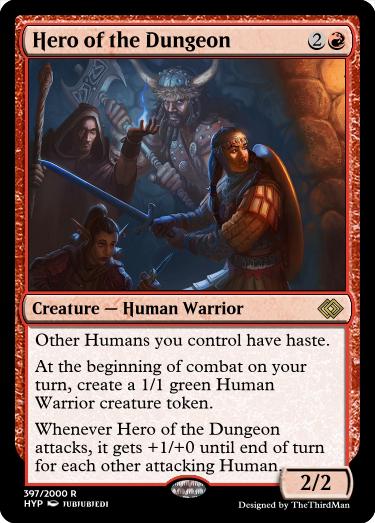 Hero of the Dungeon 2
Creature — Human Warrior
Other Humans you control have haste.
At the beginning of combat on your
turn, create a 1/1 green Human
Warrior creature token.
Whenever Hero of the Dungeon
attacks, it gets +1/+0 until end of turn
for each other attacking Human.
2/2
397/2000 R
HYP IUBIUBIEDI
Designed by TheThirdMan